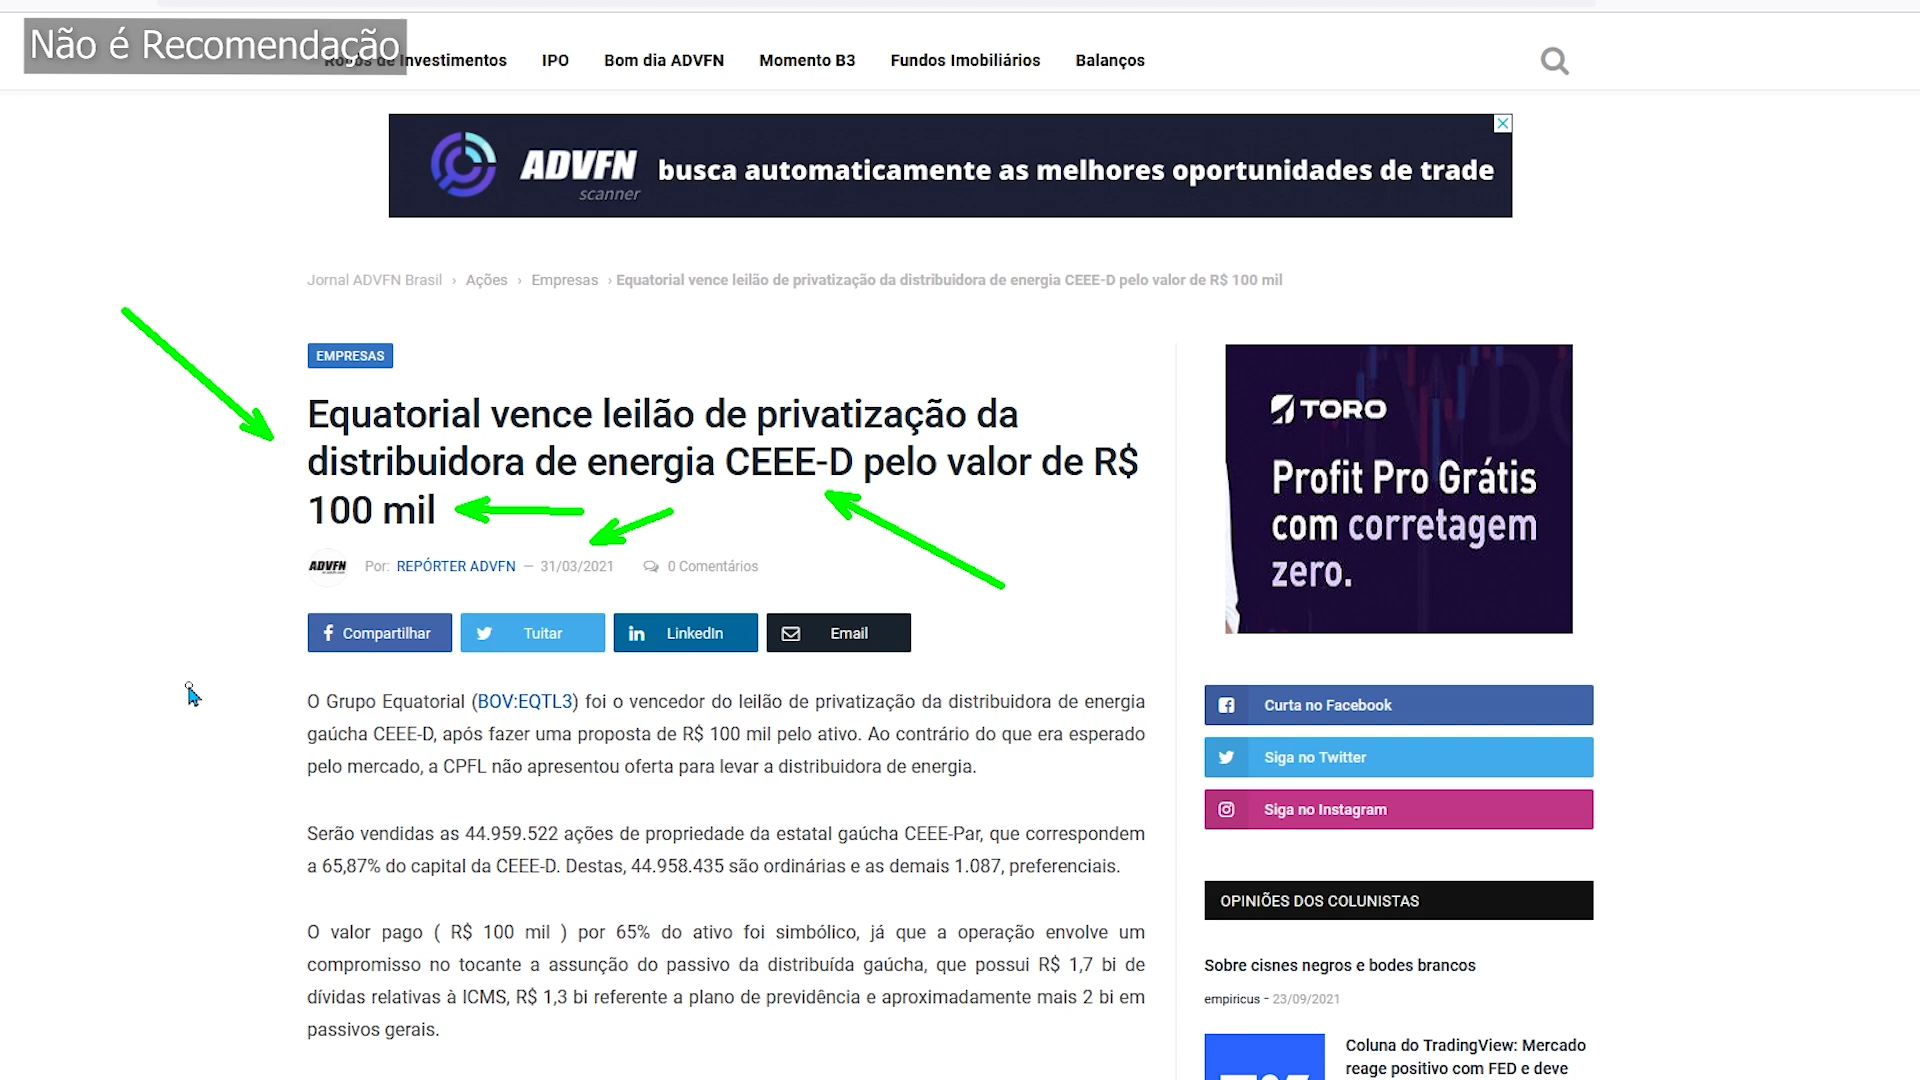 Não é Recomendação
Robôs de Investimentos IPO Bom dia ADVFN Momento B3 Fundos Imobiliários Balanços
ADVFN scanner busca automaticamente as melhores oportunidades de trade
Jornal ADVFN Brasil › Ações › Empresas › Equatorial vence leilão de privatização da distribuidora de energia CEEE-D pelo valor de R$ 100 mil
EMPRESAS
Equatorial vence leilão de privatização da
distribuidora de energia CEEE-D pelo valor de R$
100 mil
ADVFN Por: REPÓRTER ADVFN — 31/03/2021 0 Comentários
Compartilhar Tuitar LinkedIn Email
O Grupo Equatorial (BOV:EQTL3) foi o vencedor do leilão de privatização da distribuidora de energia
gaúcha CEEE-D, após fazer uma proposta de R$ 100 mil pelo ativo. Ao contrário do que era esperado
pelo mercado, a CPFL não apresentou oferta para levar a distribuidora de energia.
Serão vendidas as 44.959.522 ações de propriedade da estatal gaúcha CEEE-Par, que correspondem
a 65,87% do capital da CEEE-D. Destas, 44.958.435 são ordinárias e as demais 1.087, preferenciais.
O valor pago ( R$ 100 mil ) por 65% do ativo foi simbólico, já que a operação envolve um
compromisso no tocante a assunção do passivo da distribuída gaúcha, que possui R$ 1,7 bi de
dívidas relativas à ICMS, R$ 1,3 bi referente a plano de previdência e aproximadamente mais 2 bi em
passivos gerais.
TORO
Profit Pro Grátis
com corretagem
zero.
Curta no Facebook
Siga no Twitter
Siga no Instagram
OPINIÕES DOS COLUNISTAS
Sobre cisnes negros e bodes brancos
empiricus - 23/09/2021
Coluna do TradingView: Mercado
reage positivo com FED e deve